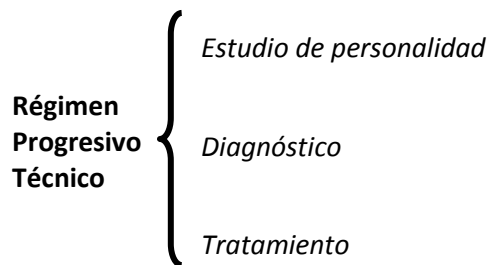 Régimen
Progresivo
Técnico
Estudio de personalidad
Diagnóstico
Tratamiento